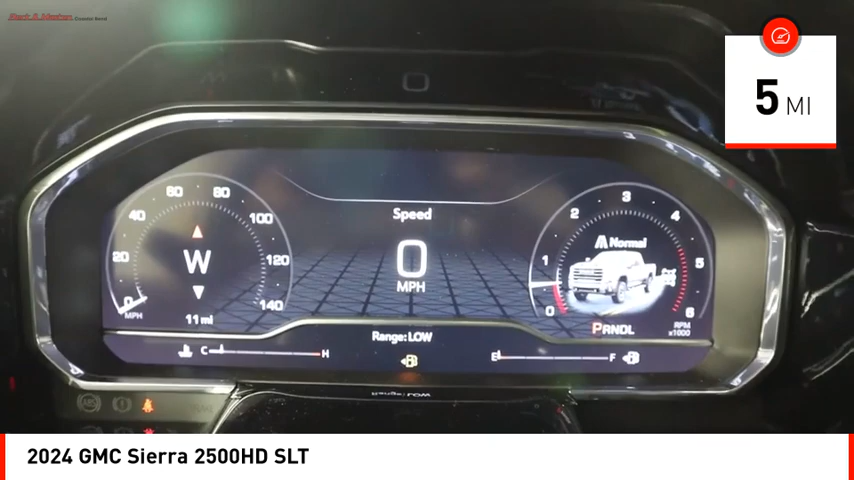 5 MI
60 80
40 100
20 120
0 140
MPH
W
11 mi
Speed
0
MPH
Range: LOW
C H
E F
3
2 4
1 5
0 6
Normal
PRNDL
RPM
x1000
2024 GMC Sierra 2500HD SLT